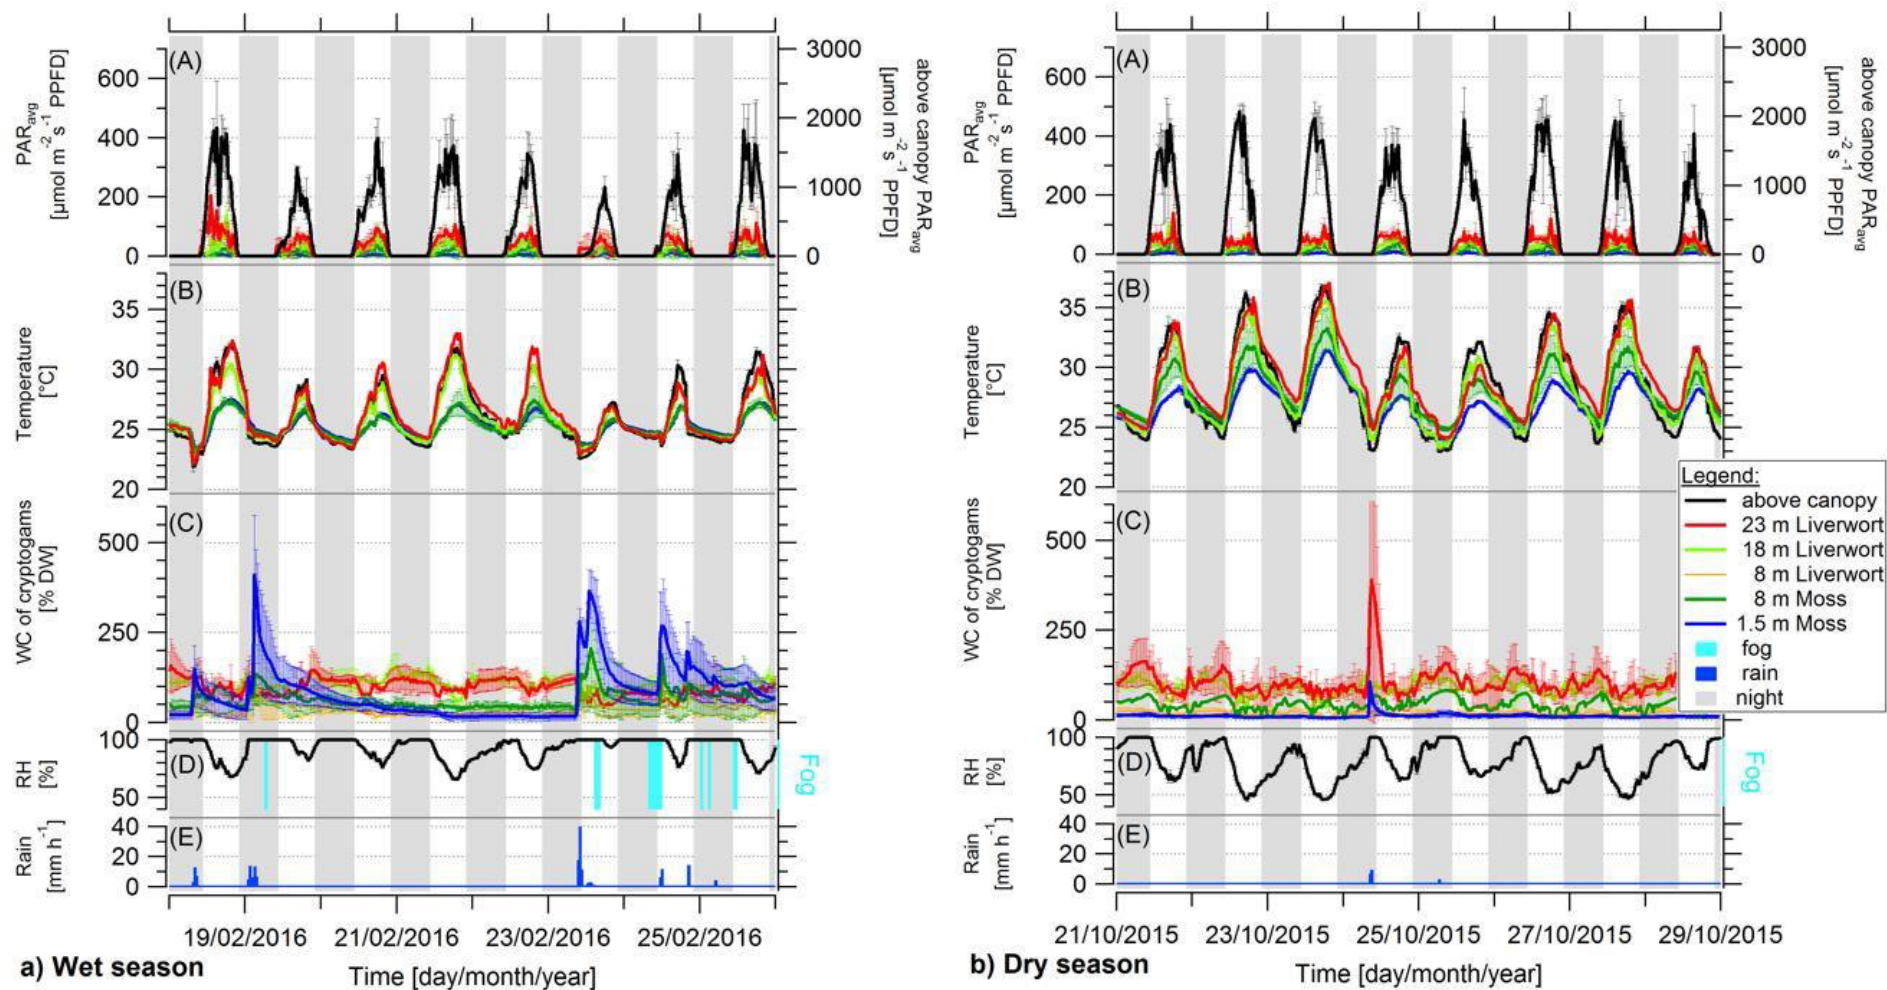 (A)
600
400
200
0
PARavg
[µmol m-2 s-1 PPFD]
3000
2000
1000
0
above canopy PARavg
[µmol m-2 s-1 PPFD]
(B)
35
30
25
20
Temperature
[°C]
(C)
500
250
0
WC of cryptogams
[% DW]
(D)
100
50
RH
[%]
Fog
(E)
40
20
0
Rain
[mm h-1]
19/02/2016 21/02/2016 23/02/2016 25/02/2016
a) Wet season
Time [day/month/year]
(A)
600
400
200
0
PARavg
[µmol m-2 s-1 PPFD]
3000
2000
1000
0
above canopy PARavg
[µmol m-2 s-1 PPFD]
(B)
35
30
25
20
Temperature
[°C]
(C)
500
250
0
WC of cryptogams
[% DW]
(D)
100
50
RH
[%]
Fog
(E)
40
20
0
Rain
[mm h-1]
21/10/2015 23/10/2015 25/10/2015 27/10/2015 29/10/2015
b) Dry season
Time [day/month/year]
Legend:
above canopy
23 m Liverwort
18 m Liverwort
8 m Liverwort
8 m Moss
1.5 m Moss
fog
rain
night